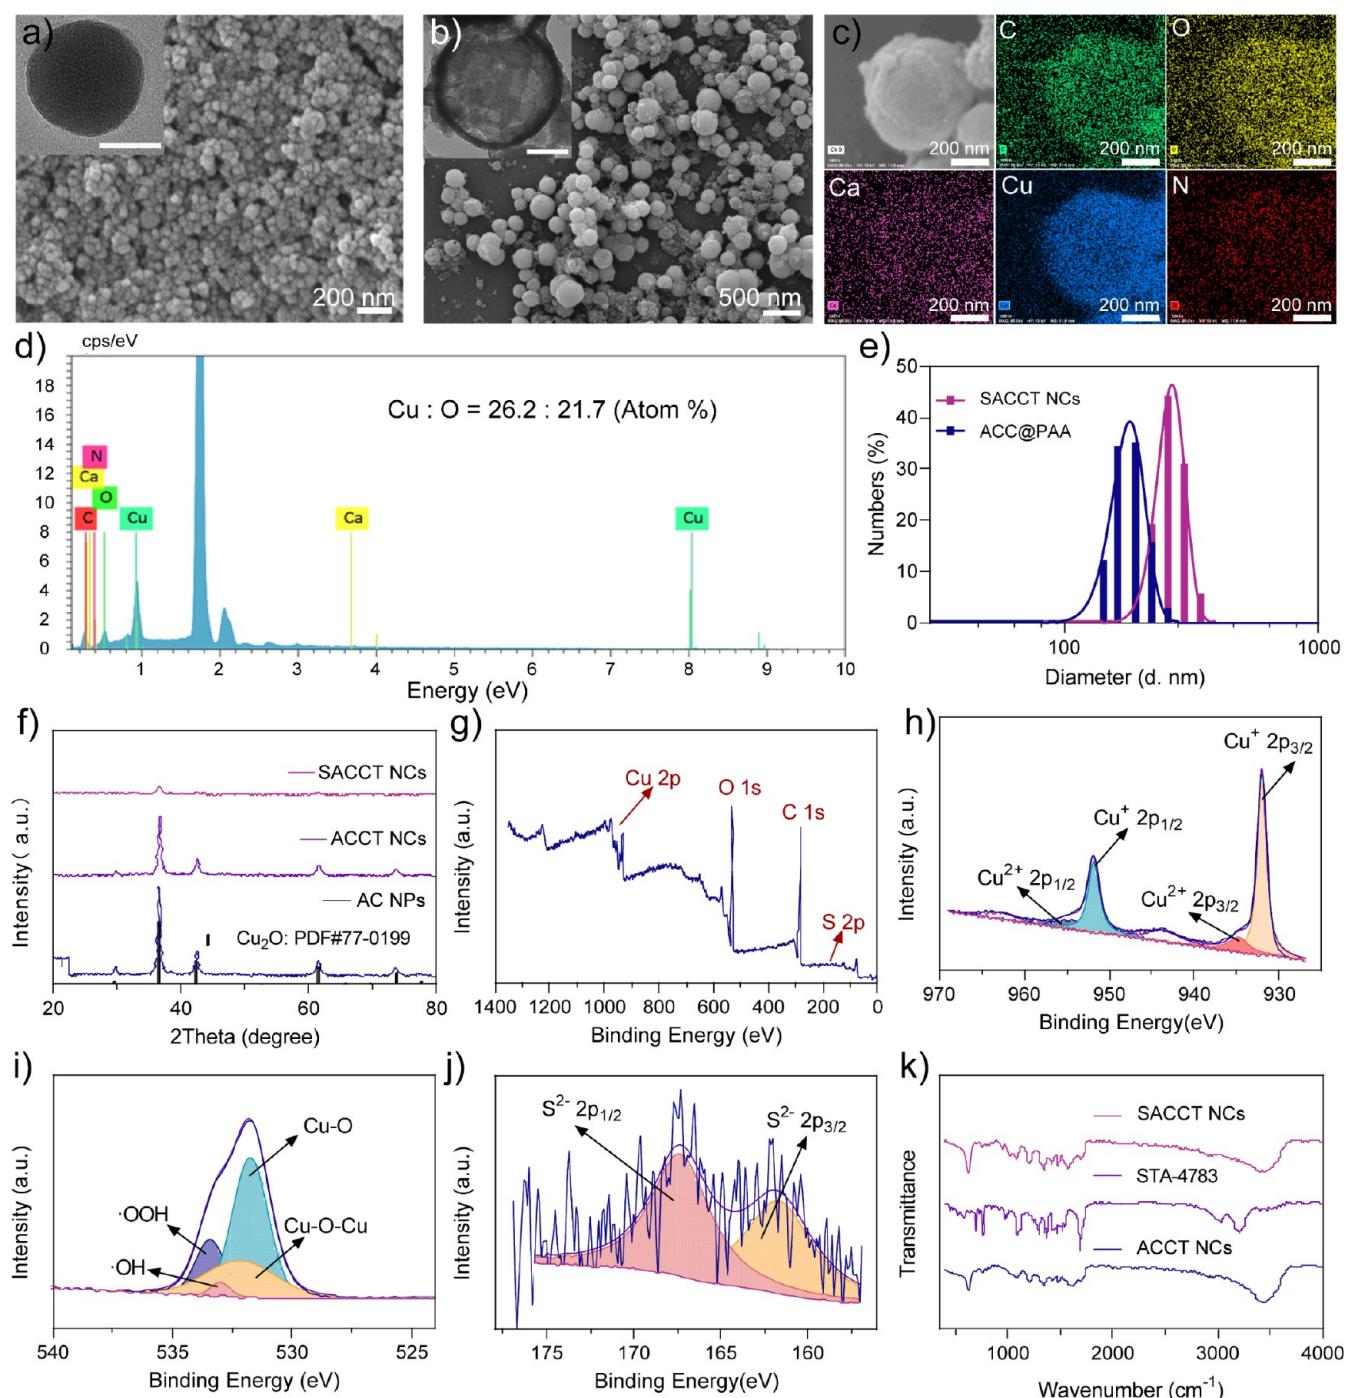 a)
200 nm
b)
500 nm
c)
200 nm
C
200 nm
O
200 nm
Ca
200 nm
Cu
200 nm
N
200 nm
d)
cps/eV
18
16
14
12
10
8
6
4
2
0
Cu : O = 26.2 : 21.7 (Atom %)
N
Ca
O
C
Cu
Ca
Cu
1 2 3 4 5 6 7 8 9 10
Energy (eV)
e)
50
40
30
20
10
0
Numbers (%)
SACCT NCs
ACC@PAA
100 1000
Diameter (d. nm)
f)
Intensity( a.u.)
SACCT NCs
ACCT NCs
AC NPs
Cu₂O: PDF#77-0199
20 40 60 80
2Theta (degree)
g)
Intensity (a.u.)
Cu 2p
O 1s
C 1s
S 2p
1400 1200 1000 800 600 400 200 0
Binding Energy (eV)
h)
Intensity (a.u.)
Cu⁺ 2p3/2
Cu⁺ 2p1/2
Cu²⁺ 2p1/2
Cu²⁺ 2p3/2
970 960 950 940 930
Binding Energy(eV)
i)
Intensity (a.u.)
Cu-O
·OOH
Cu-O-Cu
·OH
540 535 530 525
Binding Energy (eV)
j)
Intensity (a.u.)
S²⁻ 2p1/2
S²⁻ 2p3/2
175 170 165 160
Binding Energy(eV)
k)
Transmittance
SACCT NCs
STA-4783
ACCT NCs
1000 2000 3000 4000
Wavenumber (cm⁻¹)